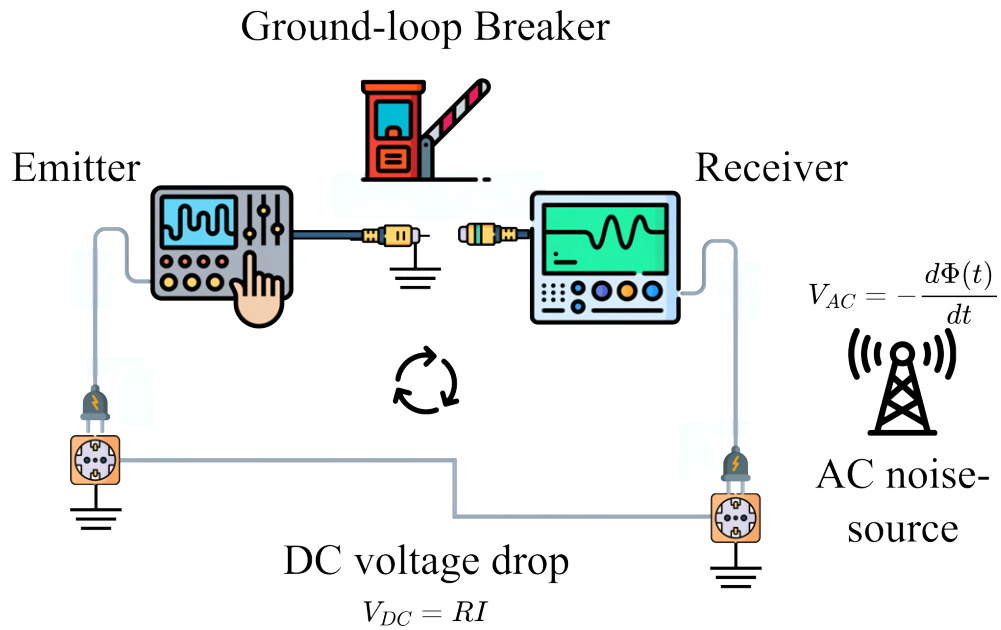 Ground-loop Breaker
Emitter
Receiver
V_{AC} = -\frac{d\Phi(t)}{dt}
AC noise-
source
DC voltage drop
V_{DC} = RI